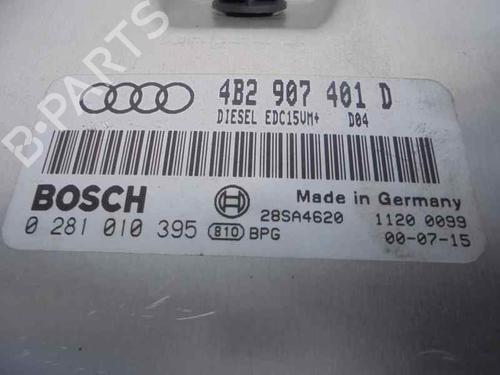 4B2 907 401 D
DIESEL EDC15VM+ D04
BOSCH
Made in Germany
0 281 010 395 810 BPG
28SA4620
1120 0099
00-07-15
B-PARTS